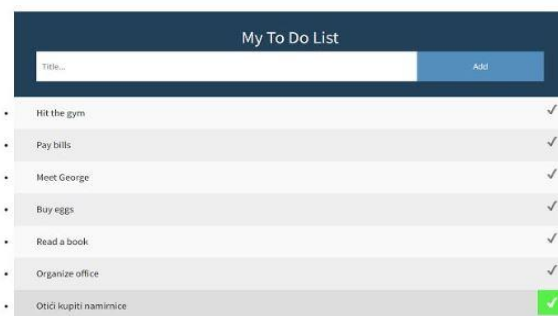 My To Do List
Title...
Add
Hit the gym
Pay bills
Meet George
Buy eggs
Read a book
Organize office
Otići kupiti namirnice